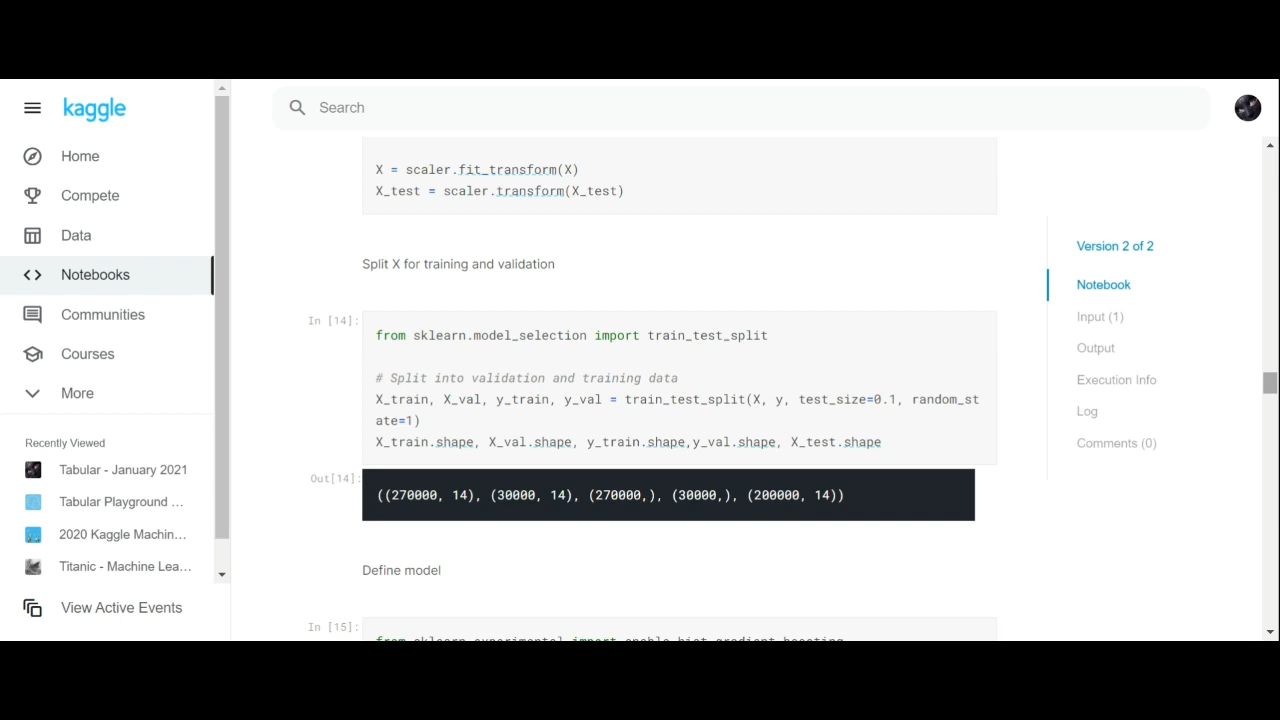 kaggle
Search
Home
Compete
Data
Notebooks
Communities
Courses
More
Recently Viewed
Tabular - January 2021
Tabular Playground ...
2020 Kaggle Machin...
Titanic - Machine Lea...
View Active Events
X = scaler.fit_transform(X)
X_test = scaler.transform(X_test)
Split X for training and validation
In [14]:
from sklearn.model_selection import train_test_split
# Split into validation and training data
X_train, X_val, y_train, y_val = train_test_split(X, y, test_size=0.1, random_st
ate=1)
X_train.shape, X_val.shape, y_train.shape,y_val.shape, X_test.shape
Out[14]:
((270000, 14), (30000, 14), (270000,), (30000,), (200000, 14))
Define model
In [15]:
from sklearn.experimental import enable_hist_gradient_boosting
Version 2 of 2
Notebook
Input (1)
Output
Execution Info
Log
Comments (0)